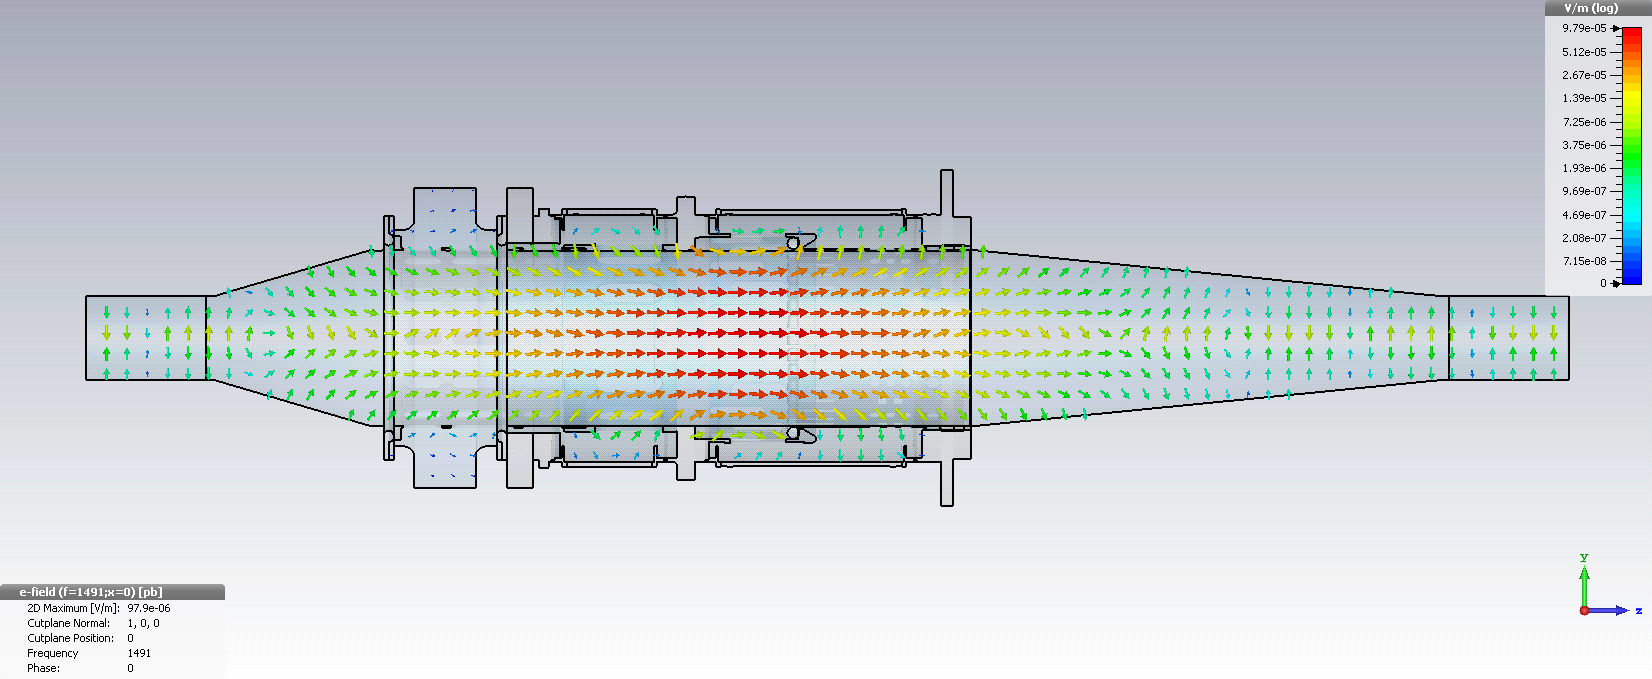 V/m (log)
9.79e-05
5.12e-05
2.67e-05
1.39e-05
7.25e-06
3.75e-06
1.93e-06
9.69e-07
4.69e-07
2.08e-07
7.15e-08
0
y
z
e-field (f=1491;x=0) [pb]
2D Maximum [V/m]: 97.9e-06
Cutplane Normal: 1, 0, 0
Cutplane Position: 0
Frequency 1491
Phase: 0